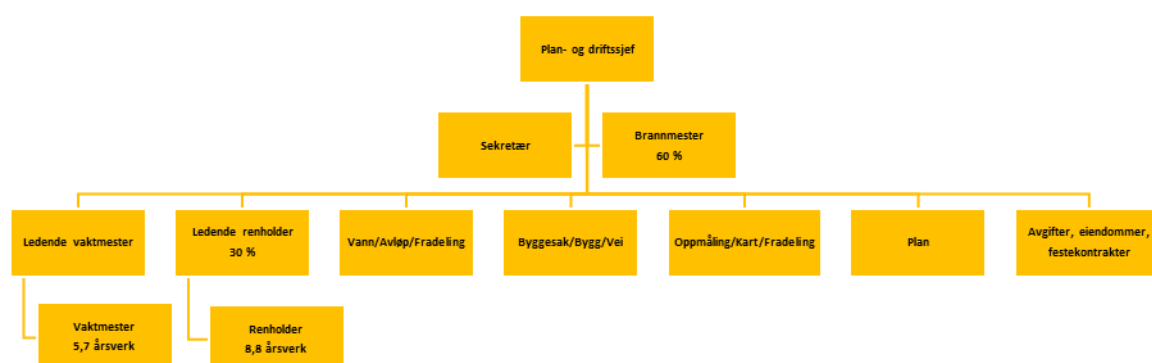 Plan- og driftssjef
Sekretær
Brannmester
60 %
Ledende vaktmester
Ledende renholder
30 %
Vann/Avløp/Fradeling
Byggesak/Bygg/Vei
Oppmåling/Kart/Fradeling
Plan
Avgifter, eiendommer,
festekontrakter
Vaktmester
5,7 årsverk
Renholder
8,8 årsverk